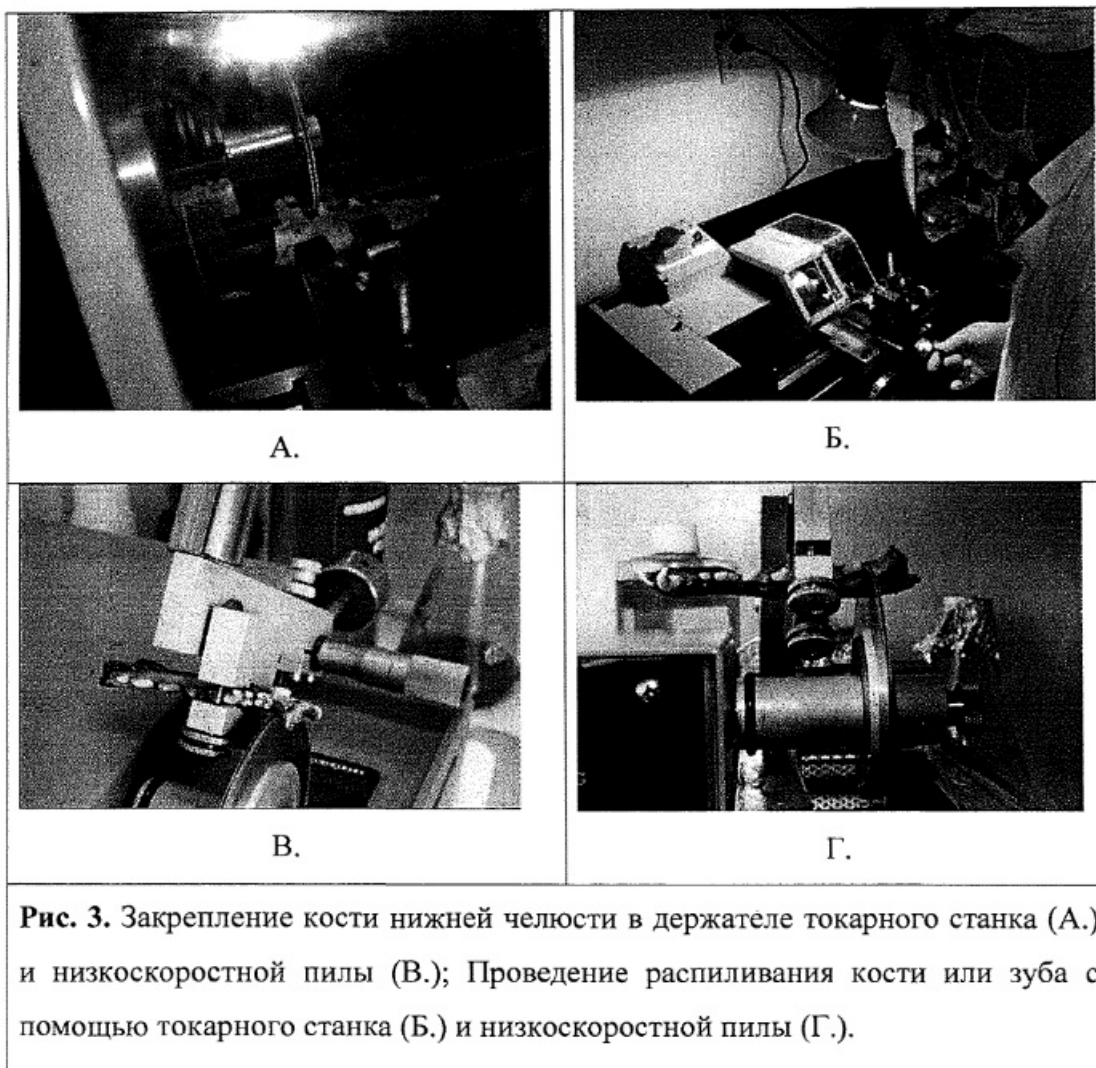 А.
Б.
В.
Г.
Рис. 3. Закрепление кости нижней челюсти в держателе токарного станка (А.)
и низкоскоростной пилы (В.); Проведение распиливания кости или зуба с
помощью токарного станка (Б.) и низкоскоростной пилы (Г.).